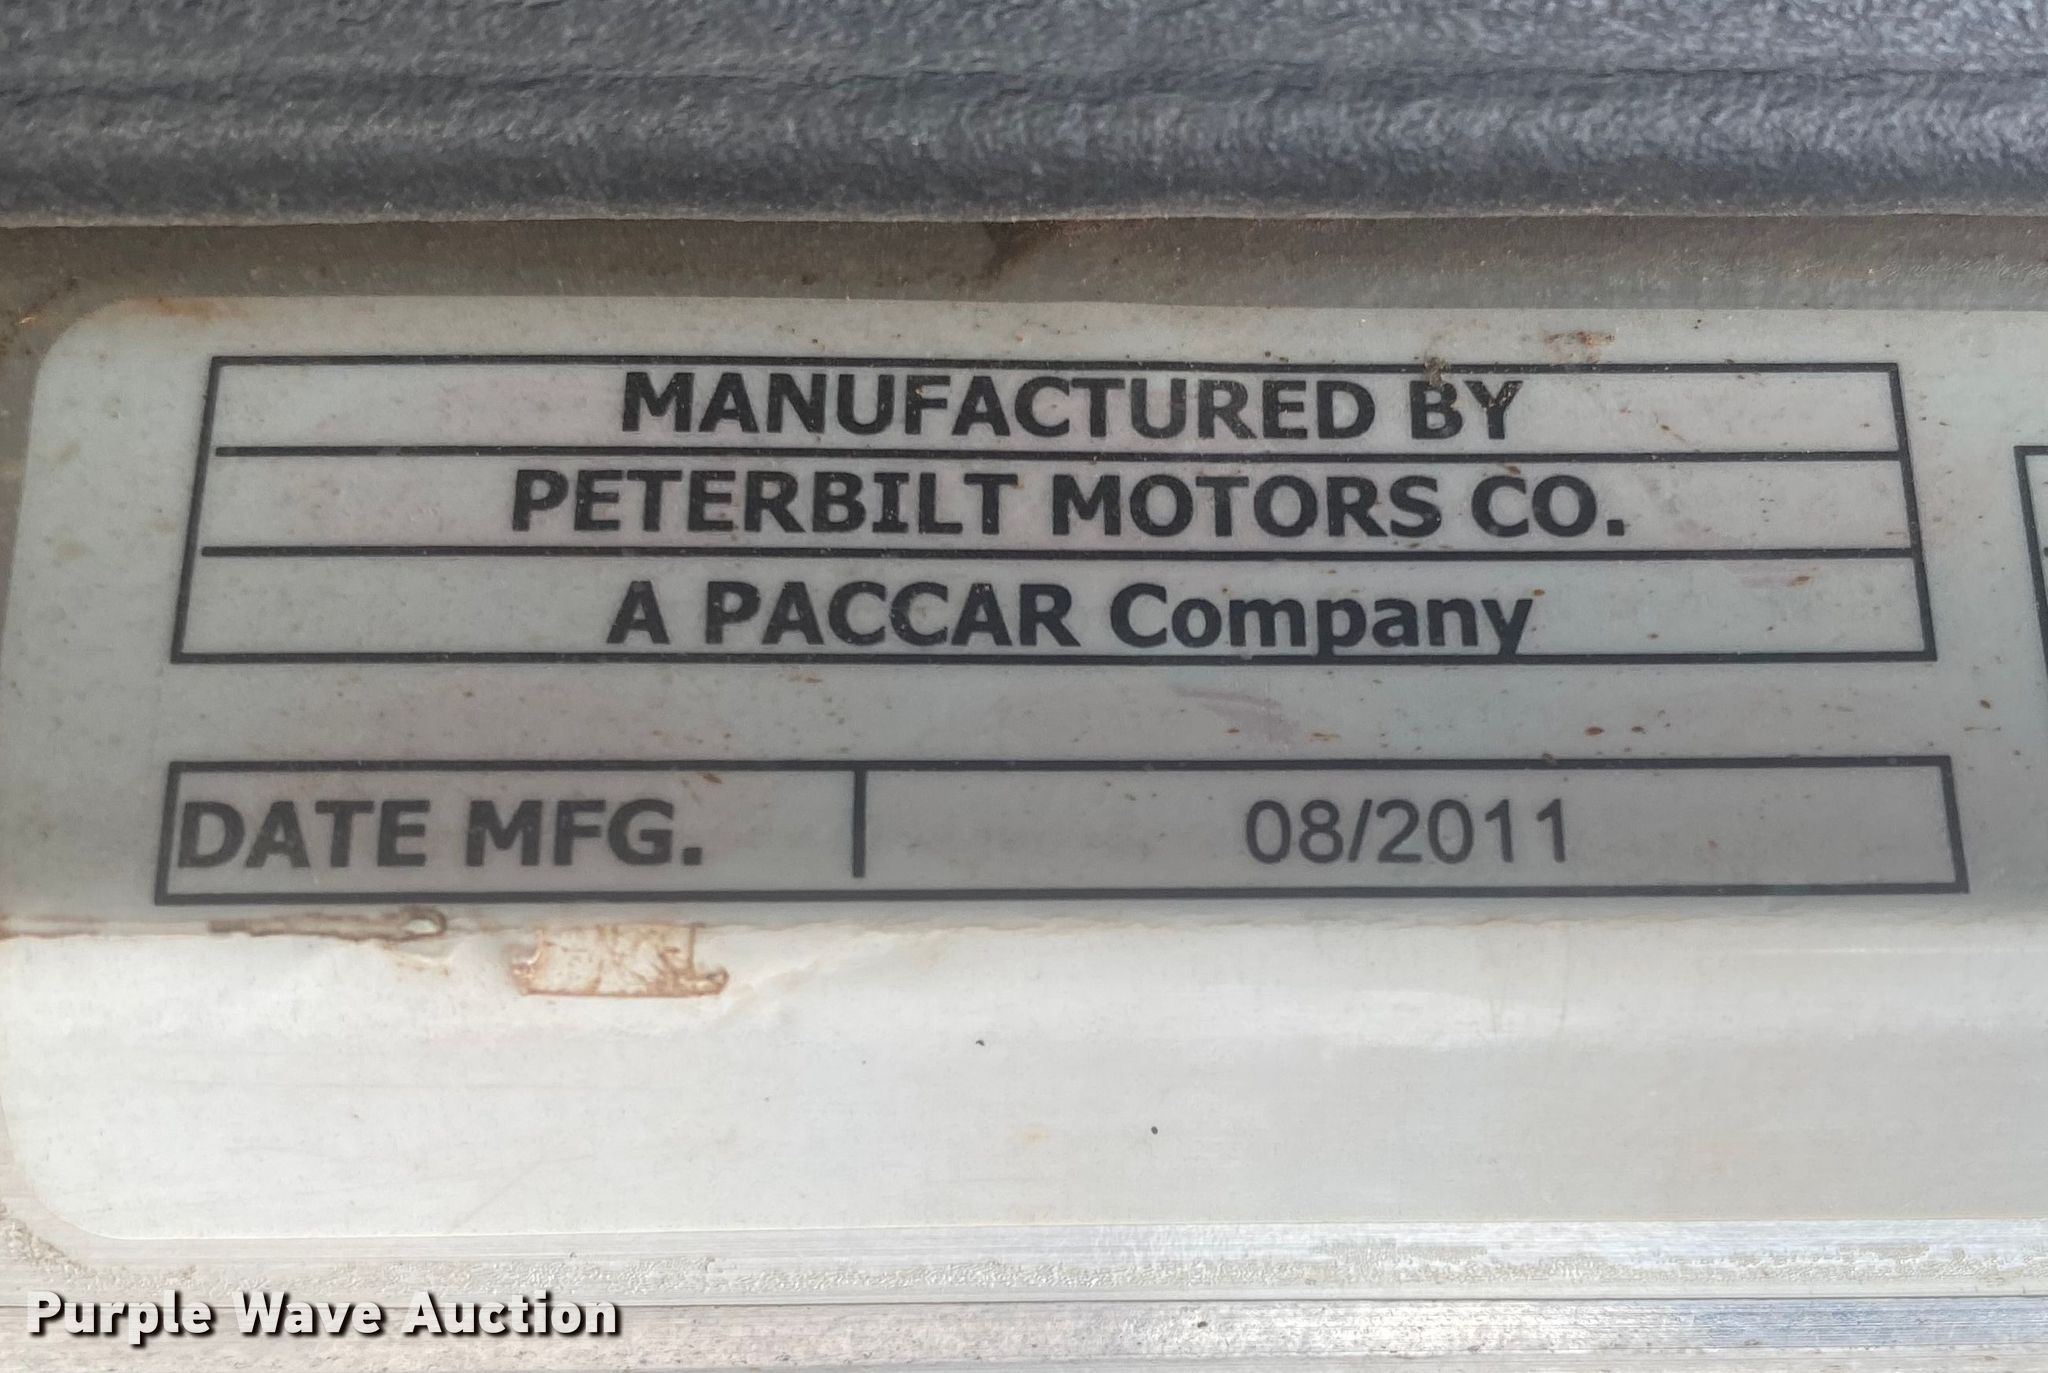 MANUFACTURED BY
PETERBILT MOTORS CO.
A PACCAR Company
DATE MFG. 08/2011
Purple Wave Auction